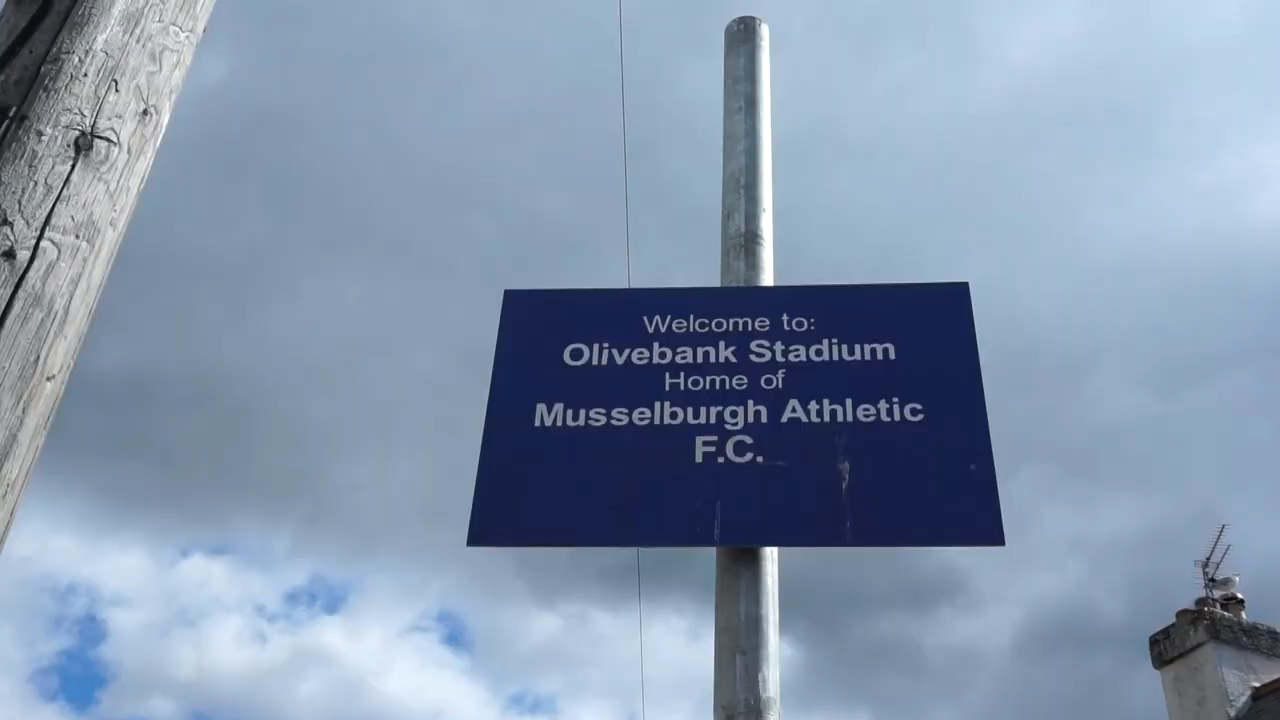 Welcome to:
Olivebank Stadium
Home of
Musselburgh Athletic
F.C.